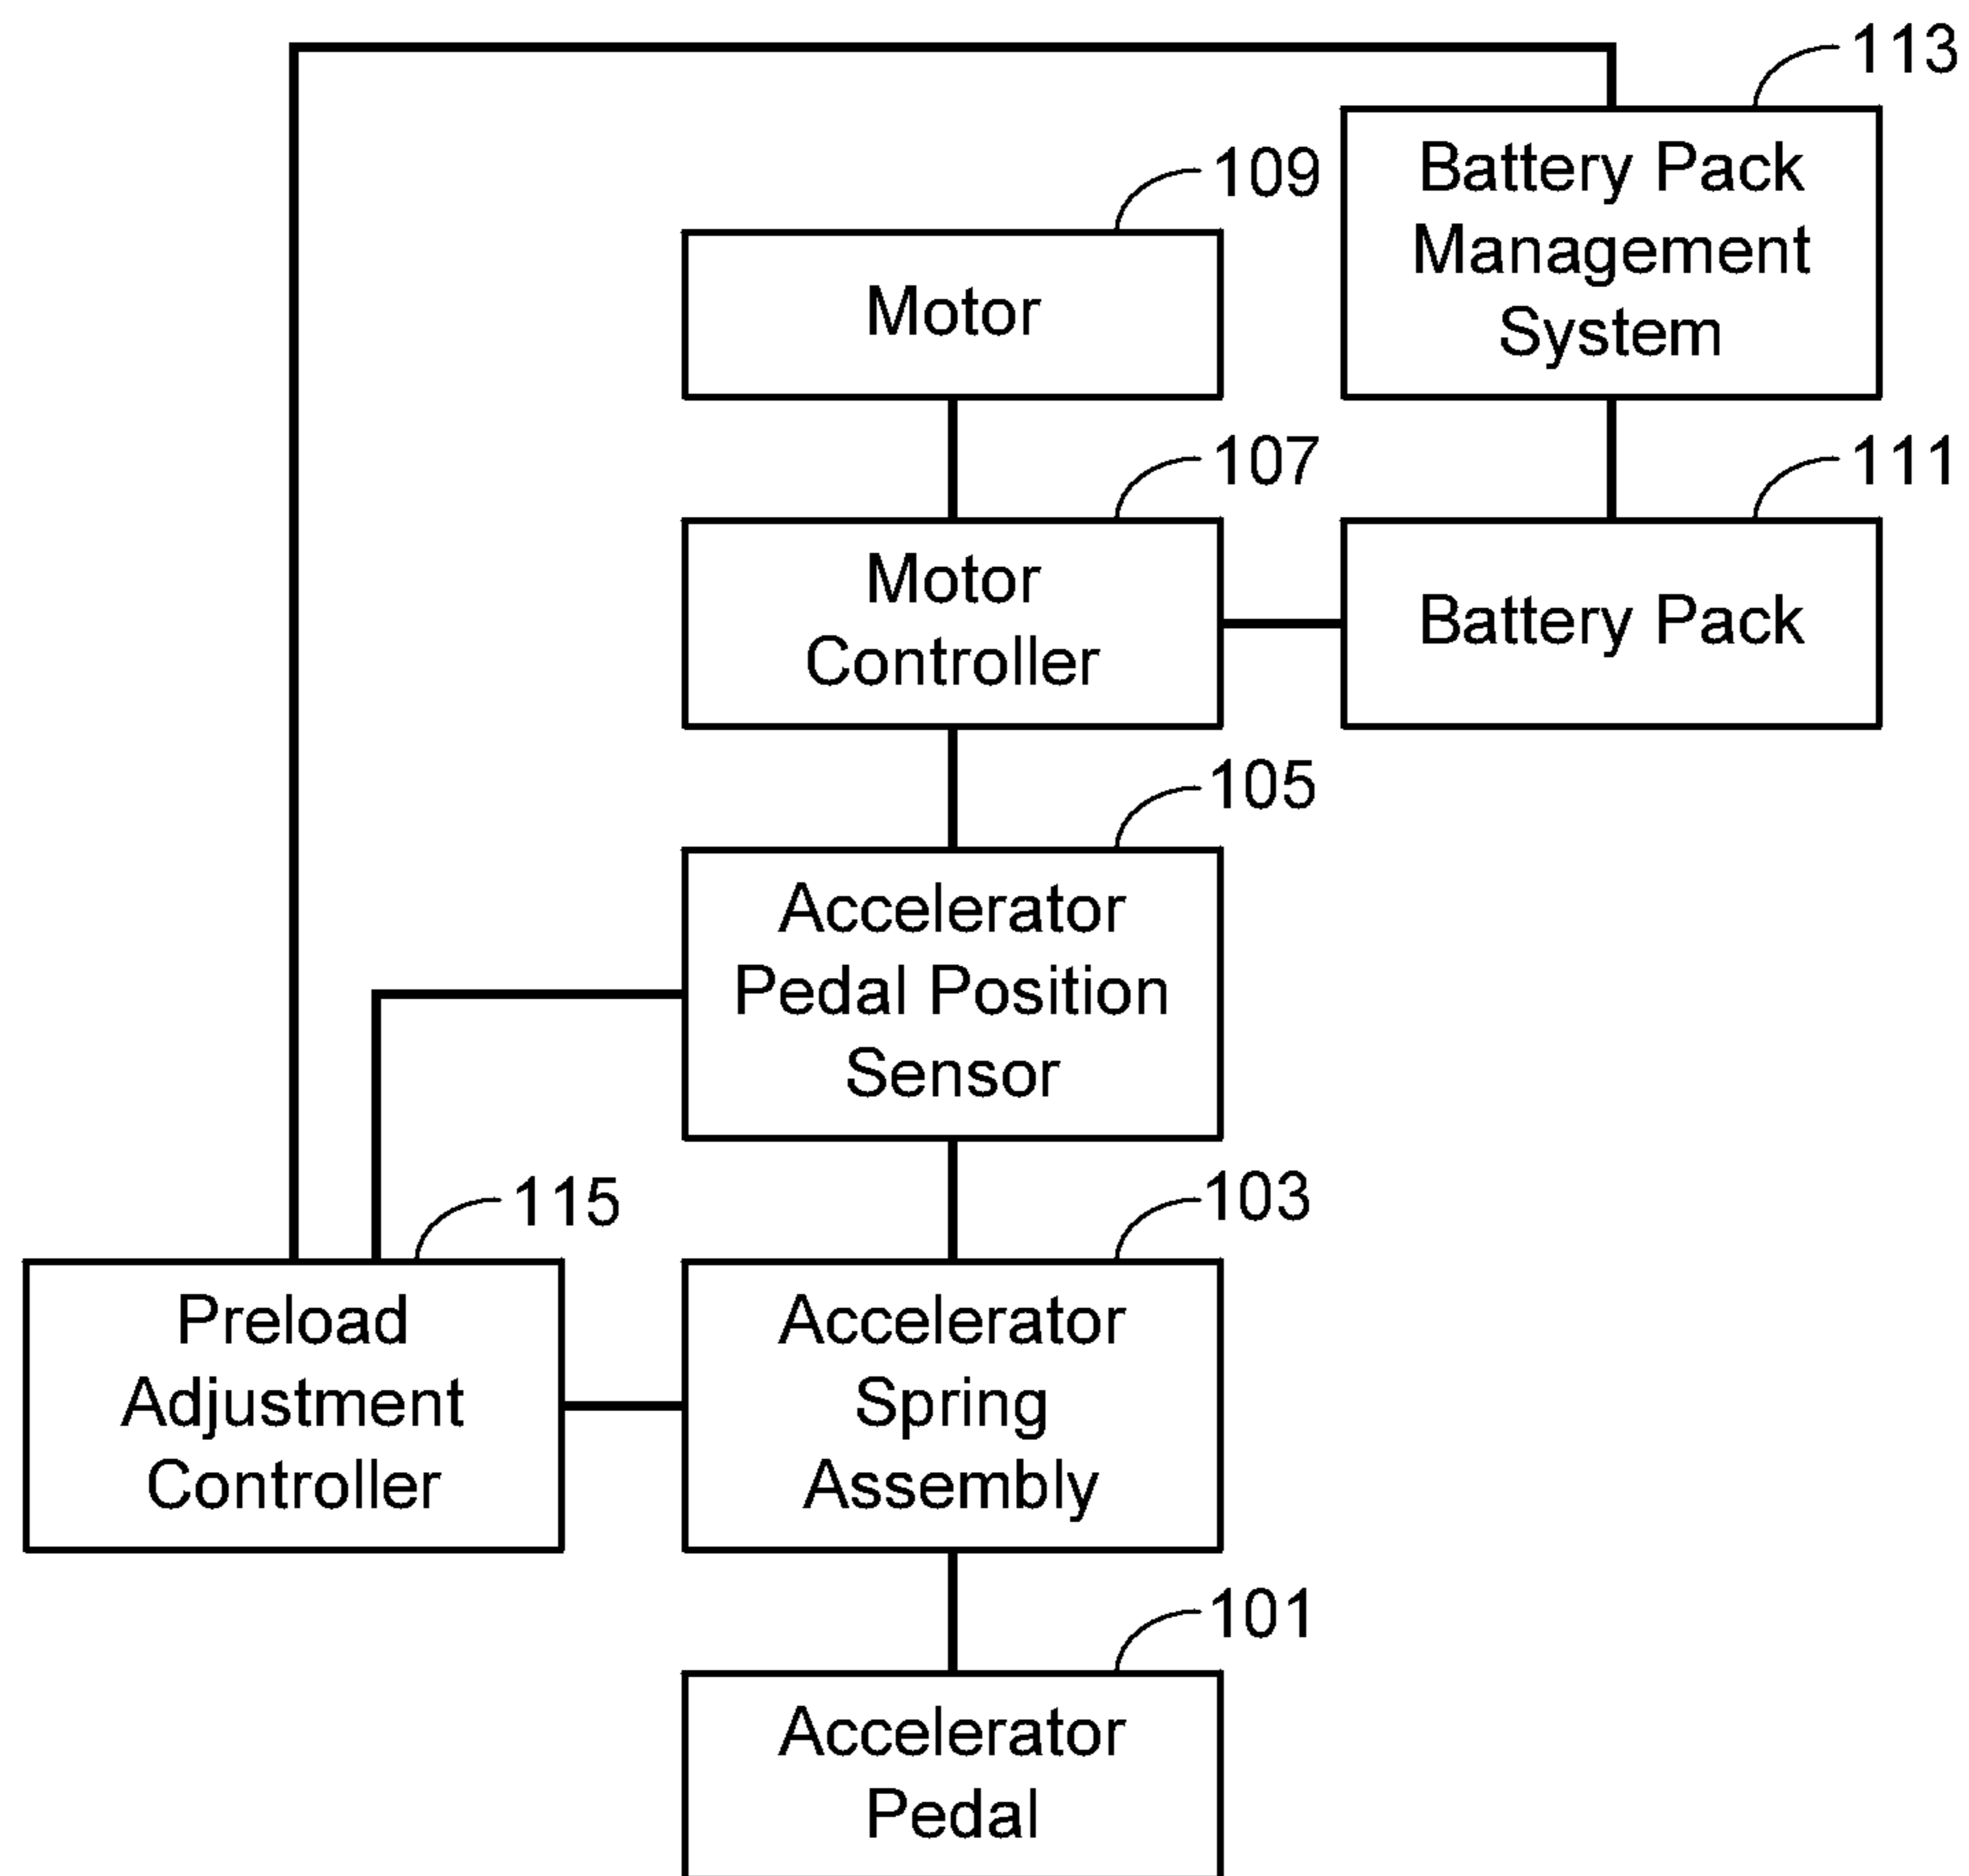 113
Battery Pack
Management
System
109
Motor
107
Motor
Controller
111
Battery Pack
105
Accelerator
Pedal Position
Sensor
115
Preload
Adjustment
Controller
103
Accelerator
Spring
Assembly
101
Accelerator
Pedal